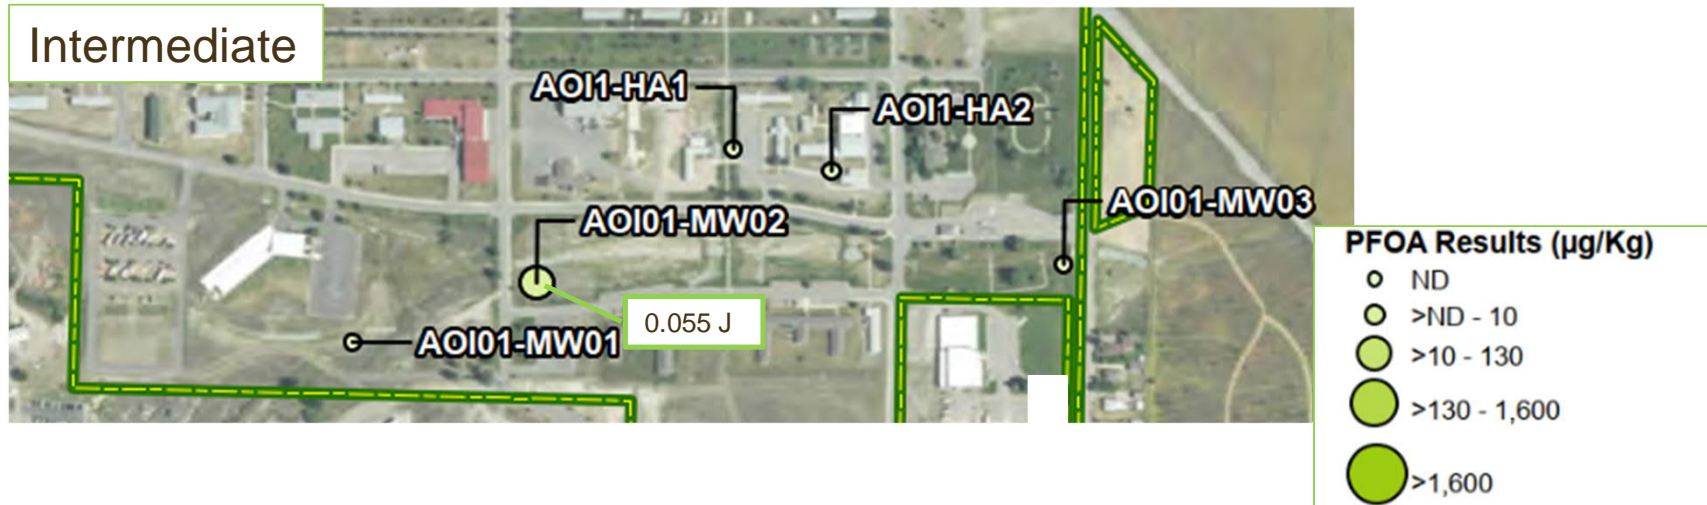 Intermediate
AOI1-HA1
AOI1-HA2
AOI01-MW03
AOI01-MW02
0.055 J
AOI01-MW01
PFOA Results (µg/Kg)
ND
>ND - 10
>10 - 130
>130 - 1,600
>1,600